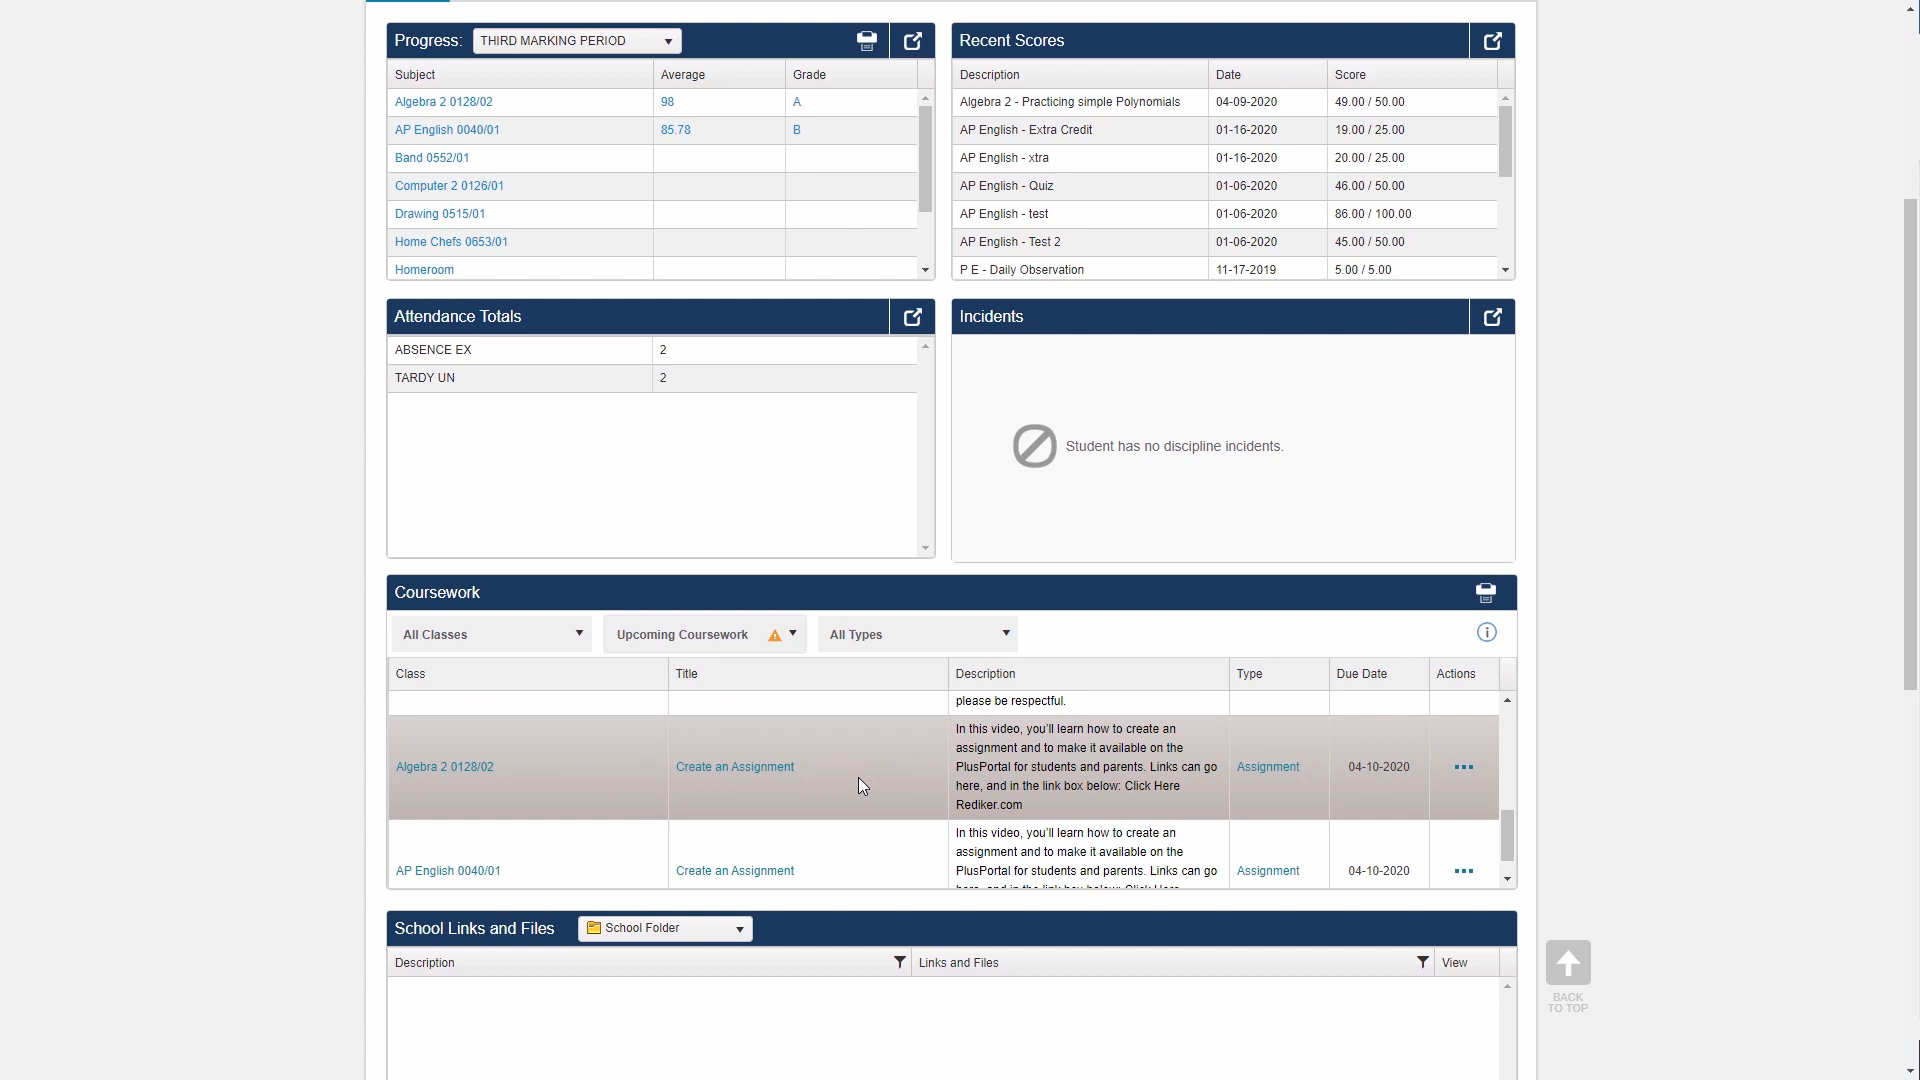 Progress: THIRD MARKING PERIOD
Subject Average Grade
Algebra 2 0128/02 98 A
AP English 0040/01 85.78 B
Band 0552/01
Computer 2 0126/01
Drawing 0515/01
Home Chefs 0653/01
Homeroom
Recent Scores
Description Date Score
Algebra 2 - Practicing simple Polynomials 04-09-2020 49.00 / 50.00
AP English - Extra Credit 01-16-2020 19.00 / 25.00
AP English - xtra 01-16-2020 20.00 / 25.00
AP English - Quiz 01-06-2020 46.00 / 50.00
AP English - test 01-06-2020 86.00 / 100.00
AP English - Test 2 01-06-2020 45.00 / 50.00
P E - Daily Observation 11-17-2019 5.00 / 5.00
Attendance Totals
ABSENCE EX 2
TARDY UN 2
Incidents
Student has no discipline incidents.
Coursework
All Classes Upcoming Coursework All Types
Class Title Description Type Due Date Actions
please be respectful.
Algebra 2 0128/02 Create an Assignment
In this video, you'll learn how to create an
assignment and to make it available on the
PlusPortal for students and parents. Links can go
here, and in the link box below: Click Here
Rediker.com
Assignment 04-10-2020
AP English 0040/01 Create an Assignment
In this video, you'll learn how to create an
assignment and to make it available on the
PlusPortal for students and parents. Links can go
here, and in the link box below: Click Here
Assignment 04-10-2020
School Links and Files School Folder
Description Links and Files View
BACK
TO TOP